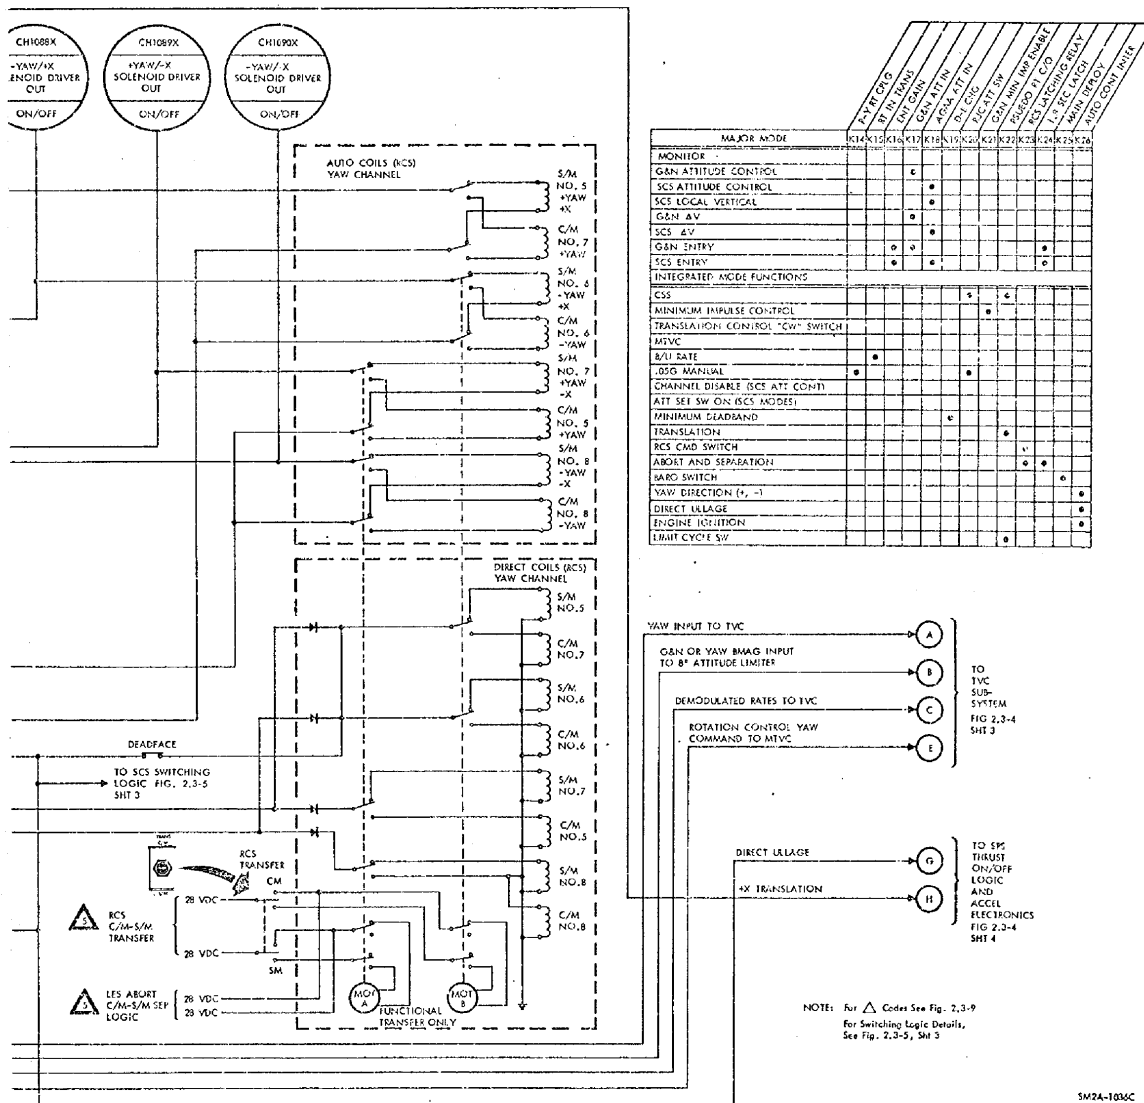 CH1088X
-YAW/+X
LENOID DRIVER
OUT
ON/OFF
CH1089X
+YAW/-X
SOLENOID DRIVER
OUT
ON/OFF
CH1090X
-YAW/-X
SOLENOID DRIVER
OUT
ON/OFF
AUTO COILS (RCS)
YAW CHANNEL
S/M
NO. 5
+YAW
+X
C/M
NO. 7
+YAW
S/M
NO. 6
-YAW
+X
C/M
NO. 6
-YAW
S/M
NO. 7
+YAW
-X
C/M
NO. 5
+YAW
S/M
NO. 8
-YAW
-X
C/M
NO. 8
-YAW
DIRECT COILS (RCS)
YAW CHANNEL
S/M
NO.5
C/M
NO.7
S/M
NO.6
C/M
NO.6
S/M
NO.7
C/M
NO.5
S/M
NO.8
C/M
NO.8
DEADFACE
TO SCS SWITCHING
LOGIC FIG. 2.3-5
SHT 3
RCS
TRANSFER
CM
28 VDC
5
RCS
C/M-S/M
TRANSFER
28 VDC
SM
5
LES ABORT
C/M-S/M SEP
LOGIC
28 VDC
28 VDC
MOT
A
MOT
B
FUNCTIONAL
TRANSFER ONLY
P-Y RT CPLG
RT IN TRANS
ENT GAIN
G&N ATT IN
AGAA ATT IN
D-L CHG
RJC ATT SW
G&N MIN IMP ENABLE
PSUEDO PT C/O
RCS LATCHING RELAY
SEC LATCH
MAIN DEPLOY
AUTO CONT INTER
MAJOR MODE K14 K15 K16 K17 K18 K19 K20 K21 K22 K23 K24 K25 K26
MONITOR
G&N ATTITUDE CONTROL
SCS ATTITUDE CONTROL
SCS LOCAL VERTICAL
G&N ΔV
SCS ΔV
G&N ENTRY
SCS ENTRY
INTEGRATED MODE FUNCTIONS
CSS
MINIMUM IMPULSE CONTROL
TRANSLATION CONTROL "CW" SWITCH
MTVC
B/U RATE
.05G MANUAL
CHANNEL DISABLE (SCS ATT CONT)
ATT SET SW ON (SCS MODES)
MINIMUM DEADBAND
TRANSLATION
RCS CMD SWITCH
ABORT AND SEPARATION
BARO SWITCH
YAW DIRECTION (+, -)
DIRECT ULLAGE
ENGINE IGNITION
LIMIT CYCLE SW
YAW INPUT TO TVC
A
G&N OR YAW BMAG INPUT
TO 8° ATTITUDE LIMITER
B
DEMODULATED RATES TO TVC
C
ROTATION CONTROL YAW
COMMAND TO MTVC
E
TO
TVC
SUB-
SYSTEM
FIG 2.3-4
SHT 3
DIRECT ULLAGE
G
+X TRANSLATION
H
TO SPS
THRUST
ON/OFF
LOGIC
AND
ACCEL
ELECTRONICS
FIG 2.3-4
SHT 4
NOTE: For △ Codes See Fig. 2.3-9
For Switching Logic Details,
See Fig. 2.3-5, Sht 3
SM2A-1036C